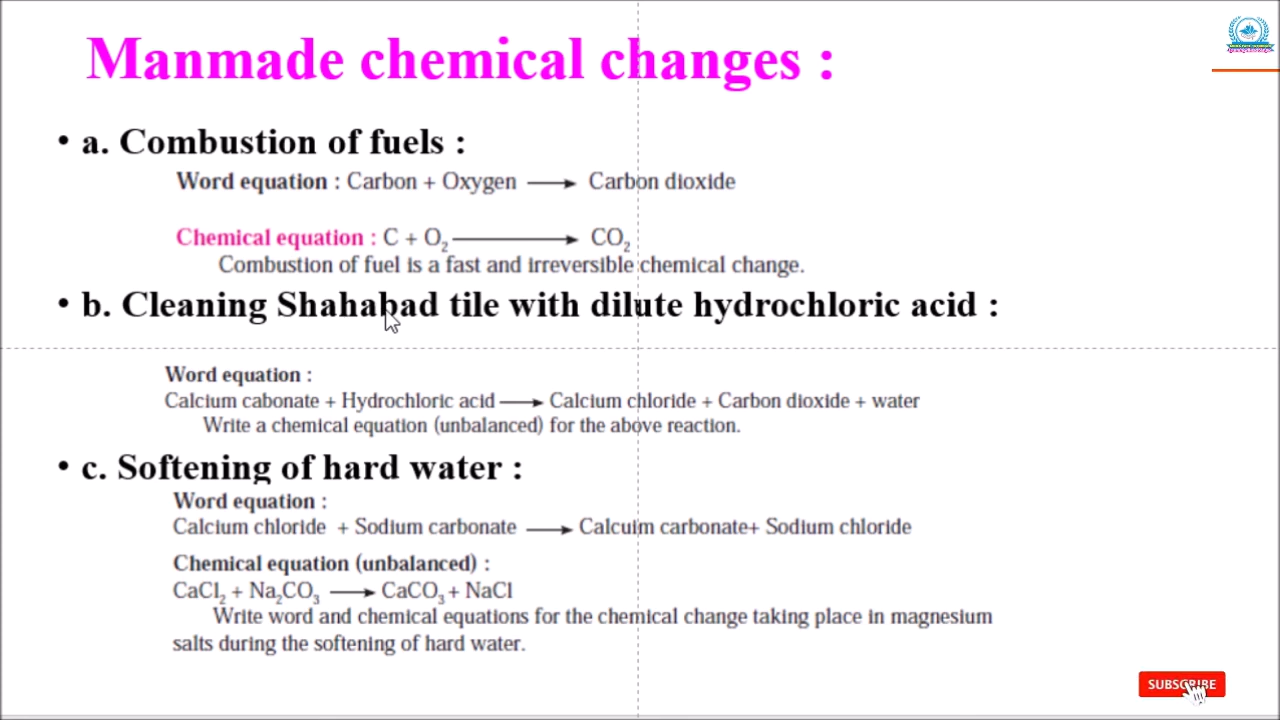 Manmade chemical changes :
• a. Combustion of fuels :
Word equation : Carbon + Oxygen ⟶ Carbon dioxide
Chemical equation : C + O₂ ⟶ CO₂
Combustion of fuel is a fast and irreversible chemical change.
• b. Cleaning Shahabad tile with dilute hydrochloric acid :
Word equation :
Calcium cabonate + Hydrochloric acid ⟶ Calcium chloride + Carbon dioxide + water
Write a chemical equation (unbalanced) for the above reaction.
• c. Softening of hard water :
Word equation :
Calcium chloride + Sodium carbonate ⟶ Calcuim carbonate+ Sodium chloride
Chemical equation (unbalanced) :
CaCl₂ + Na₂CO₃ ⟶ CaCO₃ + NaCl
Write word and chemical equations for the chemical change taking place in magnesium
salts during the softening of hard water.
SUBSCRIBE